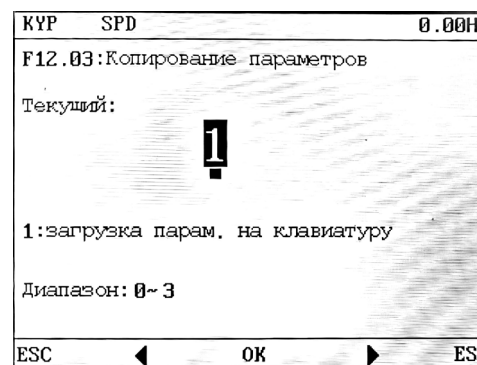 KYP SPD 0.00H
F12.03:Копирование параметров
Текущий:
1
1:загрузка парам. на клавиатуру
Диапазон: 0~3
ESC ◀ OK ▶ ES